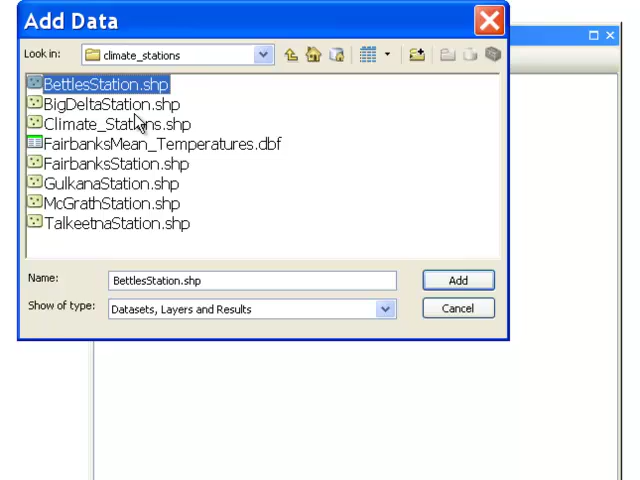 Add Data
Look in: climate_stations
BettlesStation.shp
BigDeltaStation.shp
Climate_Stations.shp
FairbanksMean_Temperatures.dbf
FairbanksStation.shp
GulkanaStation.shp
McGrathStation.shp
TalkeetnaStation.shp
Name: BettlesStation.shp Add
Show of type: Datasets, Layers and Results Cancel